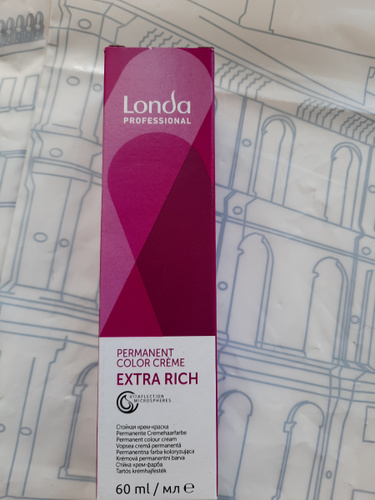 Londa
PROFESSIONAL
PERMANENT
COLOR CRÈME
EXTRA RICH
VITAFLECTION
MICROSPHERES
Стойкая крем-краска
Permanente Cremehaarfarbe
Permanent colour cream
Vopsea cremă permanentă
Permanentna farba koloryzująca
Krémová permanentní barva
Стійка крем-фарба
Tartós krémhajfesték
60 ml / мл e